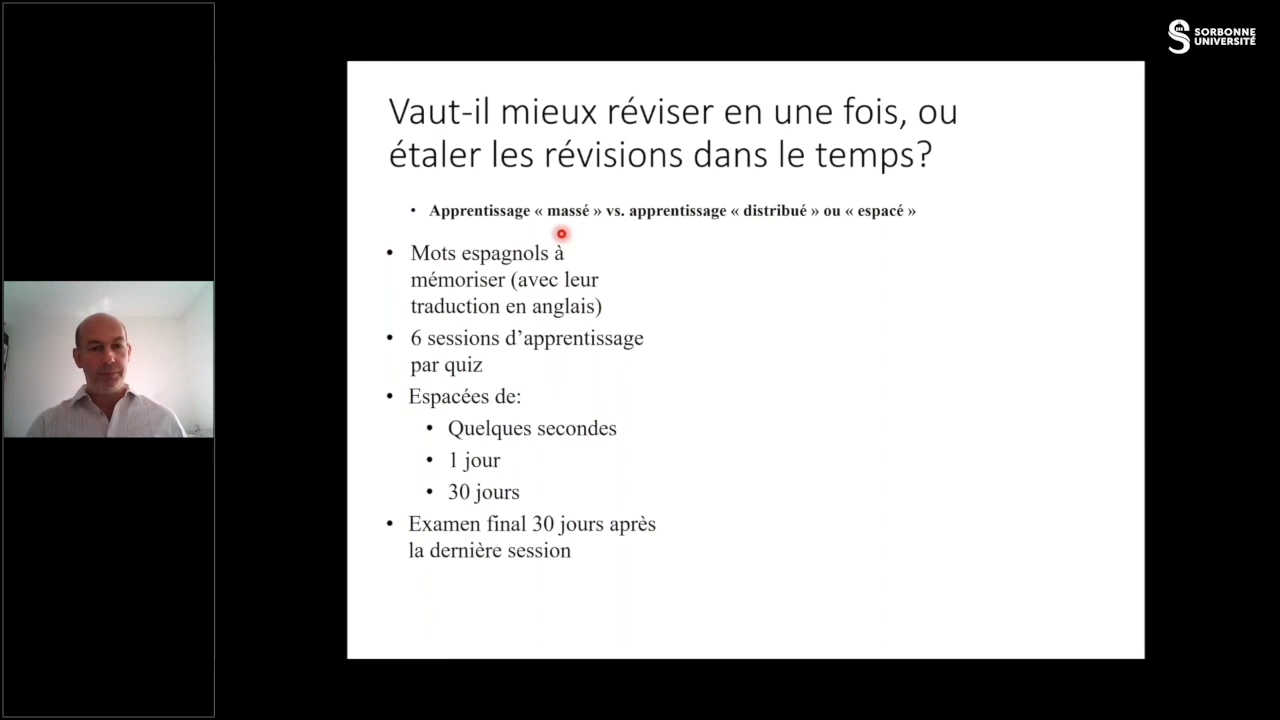 SORBONNE
UNIVERSITÉ
Vaut-il mieux réviser en une fois, ou
étaler les révisions dans le temps?
• Apprentissage « massé » vs. apprentissage « distribué » ou « espacé »
• Mots espagnols à
mémoriser (avec leur
traduction en anglais)
• 6 sessions d’apprentissage
par quiz
• Espacées de:
• Quelques secondes
• 1 jour
• 30 jours
• Examen final 30 jours après
la dernière session